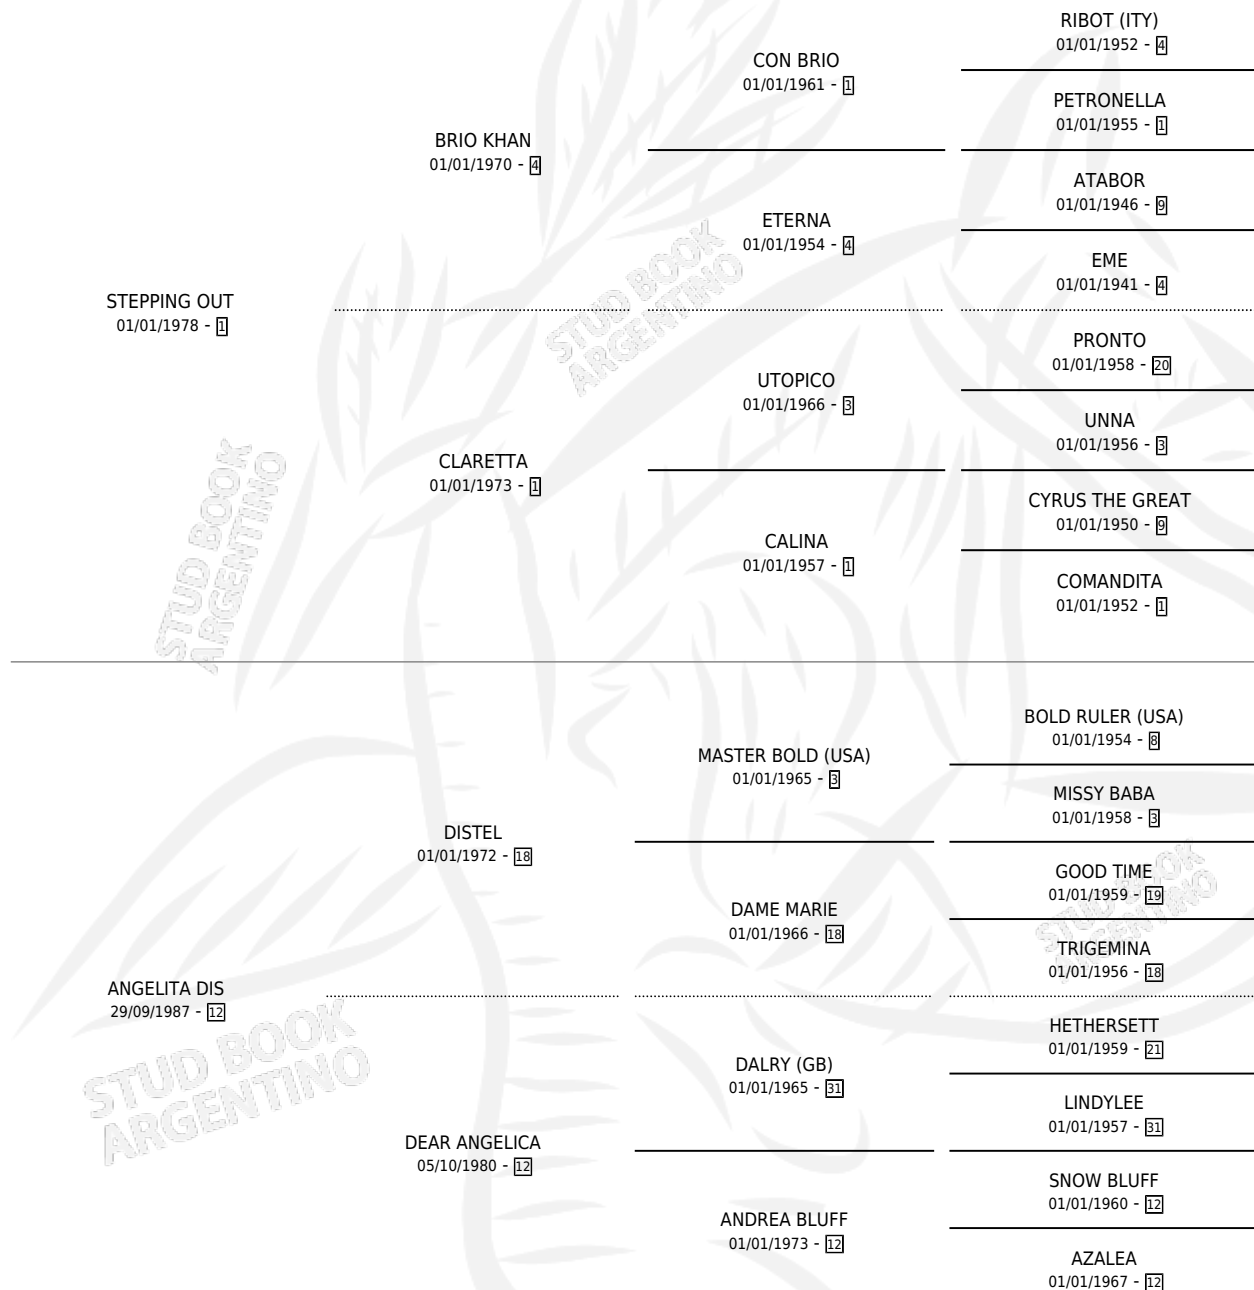 RIBOT (ITY)
01/01/1952 - 4
CON BRIO
01/01/1961 - 1
PETRONELLA
01/01/1955 - 1
BRIO KHAN
01/01/1970 - 4
ATABOR
01/01/1946 - 9
ETERNA
01/01/1954 - 4
EME
01/01/1941 - 4
STEPPING OUT
01/01/1978 - 1
PRONTO
01/01/1958 - 20
UTOPICO
01/01/1966 - 3
UNNA
01/01/1956 - 3
CLARETTA
01/01/1973 - 1
CYRUS THE GREAT
01/01/1950 - 9
CALINA
01/01/1957 - 1
COMANDITA
01/01/1952 - 1
BOLD RULER (USA)
01/01/1954 - 8
MASTER BOLD (USA)
01/01/1965 - 3
MISSY BABA
01/01/1958 - 3
DISTEL
01/01/1972 - 18
GOOD TIME
01/01/1959 - 19
DAME MARIE
01/01/1966 - 18
TRIGEMINA
01/01/1956 - 18
ANGELITA DIS
29/09/1987 - 12
HETHERSETT
01/01/1959 - 21
DALRY (GB)
01/01/1965 - 31
LINDYLEE
01/01/1957 - 31
DEAR ANGELICA
05/10/1980 - 12
SNOW BLUFF
01/01/1960 - 12
ANDREA BLUFF
01/01/1973 - 12
AZALEA
01/01/1967 - 12
STUD BOOK
ARGENTINO
STUD BOOK
ARGENTINO
STUD BOOK
ARGENTINO
STUD BOOK
ARGENTINO